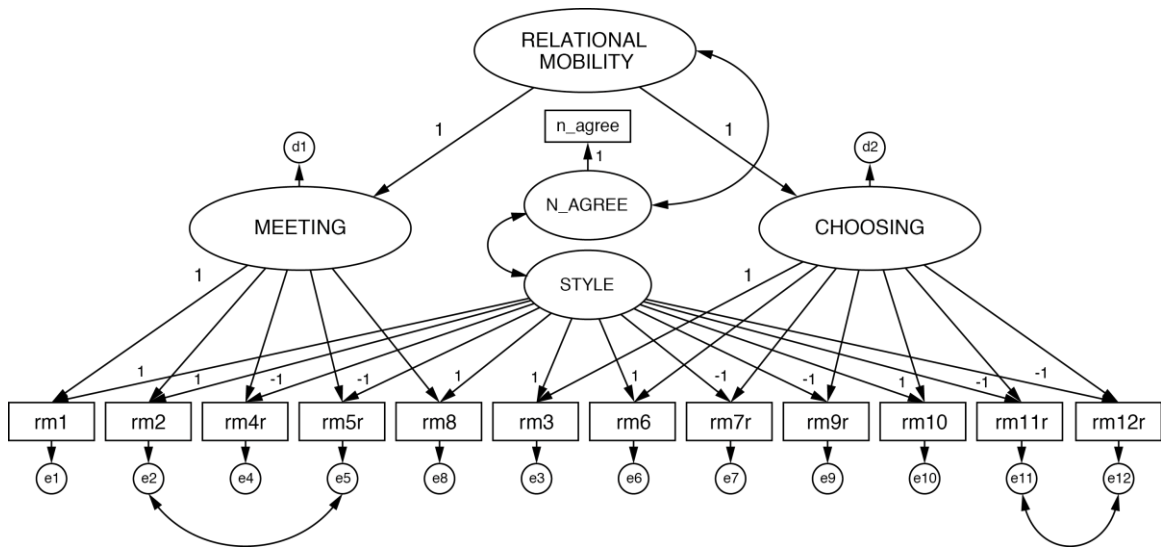 RELATIONAL
MOBILITY
1
n_agree
1
d1
1
d2
N_AGREE
MEETING
CHOOSING
STYLE
1
1
1
1
-1
-1
1
1
1
-1
-1
1
-1
-1
rm1
rm2
rm4r
rm5r
rm8
rm3
rm6
rm7r
rm9r
rm10
rm11r
rm12r
e1
e2
e4
e5
e8
e3
e6
e7
e9
e10
e11
e12